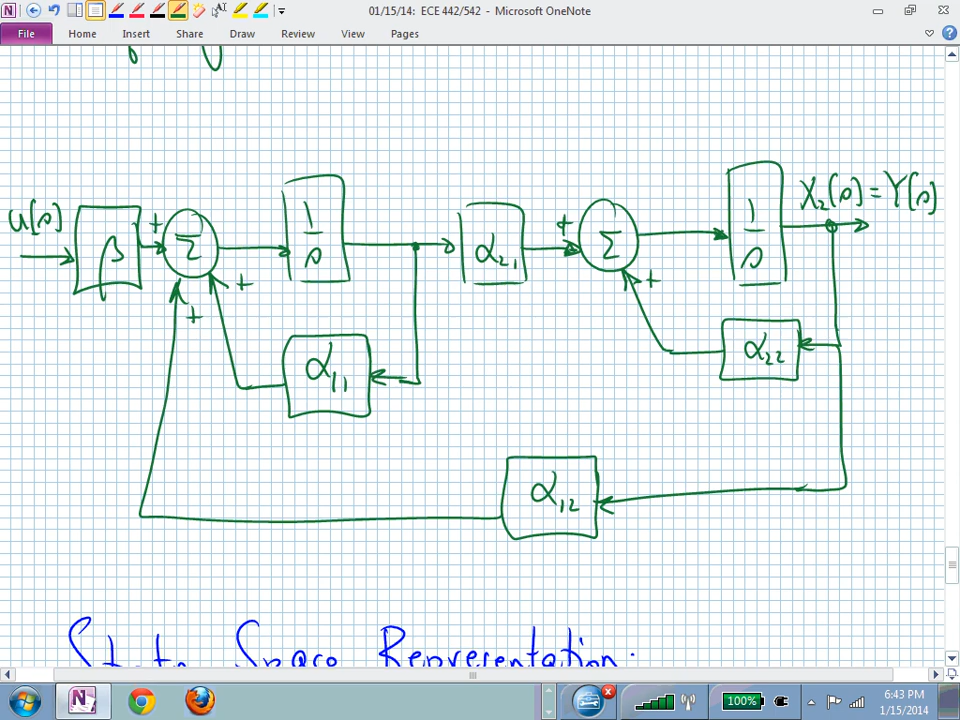 01/15/14: ECE 442/542 - Microsoft OneNote
File Home Insert Share Draw Review View Pages
U(s) β + Σ + + 1/s α21 + Σ + 1/s X2(s) = Y(s)
α11
α22
α12
State Space Representation:
100%
6:43 PM
1/15/2014